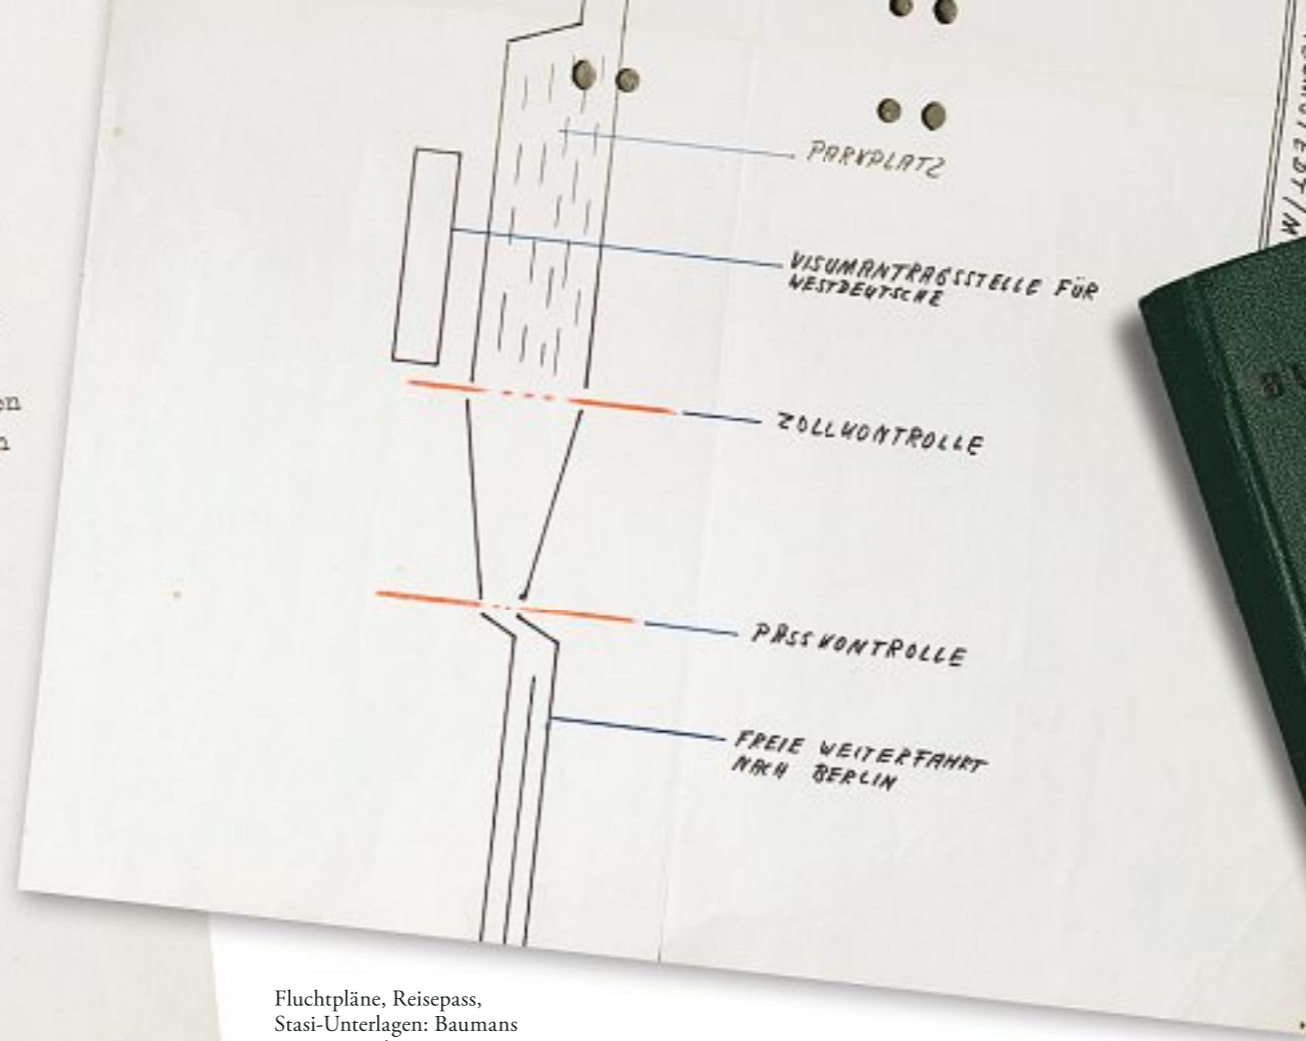 PARKPLATZ
VISUMANTRAGSSTELLE FÜR
WESTDEUTSCHE
ZOLLKONTROLLE
PASSKONTROLLE
FREIE WEITERFAHRT
NACH BERLIN
Fluchtpläne, Reisepass,
Stasi-Unterlagen: Baumans